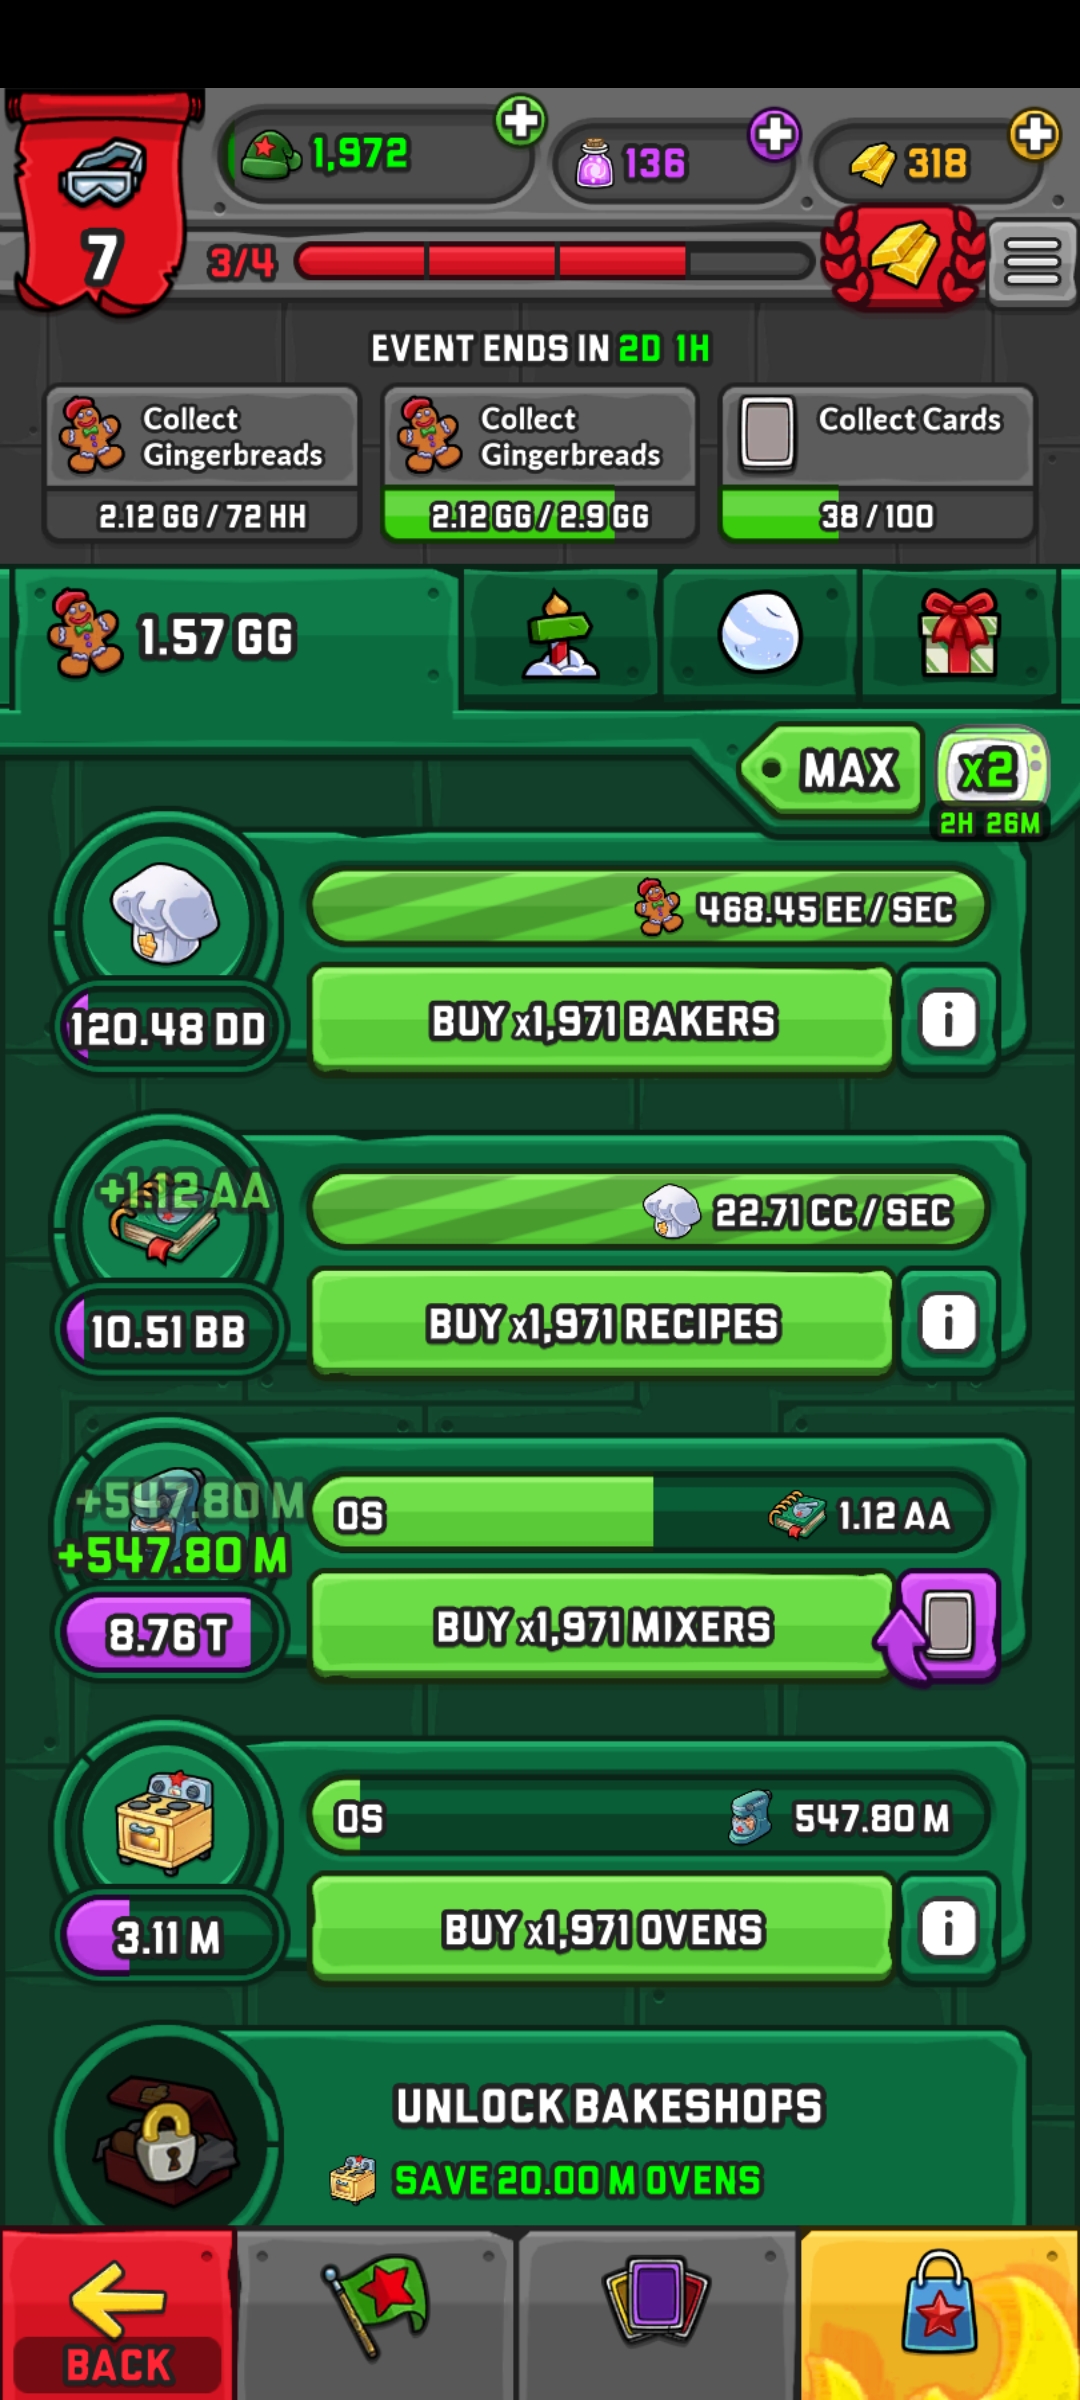 1,972
136
318
7
3/4
EVENT ENDS IN 2D 1H
Collect
Gingerbreads
2.12 GG / 72 HH
Collect
Gingerbreads
2.12 GG / 2.9 GG
Collect Cards
38 / 100
1.57 GG
MAX
x2
2H 26M
468.45 EE / SEC
120.48 DD
BUY x1,971 BAKERS
i
+1.12 AA
22.71 CC / SEC
10.51 BB
BUY x1,971 RECIPES
i
+547.80 M
+547.80 M
0S
1.12 AA
8.76 T
BUY x1,971 MIXERS
0S
547.80 M
3.11 M
BUY x1,971 OVENS
i
UNLOCK BAKESHOPS
SAVE 20.00 M OVENS
BACK